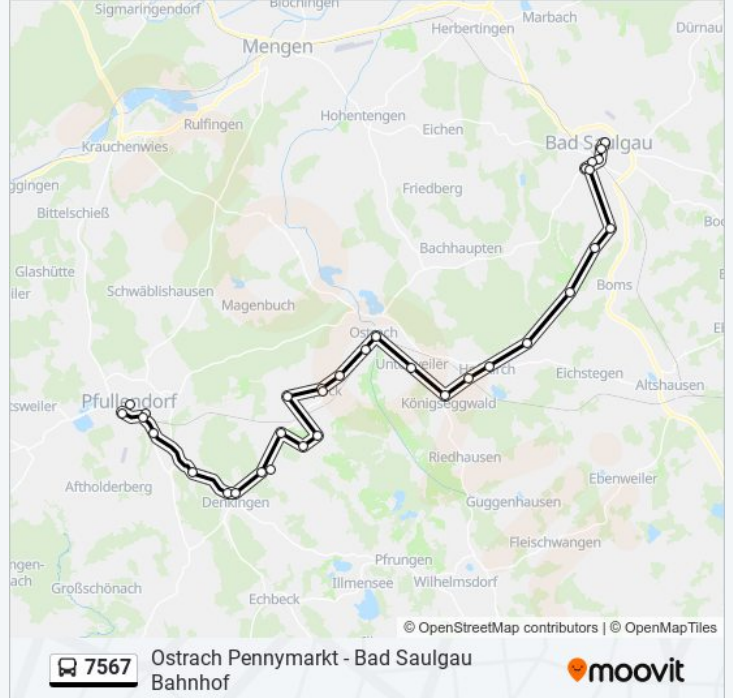 Sigmaringendorf
Blochingen
Marbach
Herbertingen
Dürnau
Mengen
Hohentengen
Rulfingen
Eichen
Krauchenwies
Bad Saulgau
Friedberg
Bittelschieß
Bachhaupten
Glashütte
Boms
Schwäblishausen
Magenbuch
Ostrach
Eichstegen
Altshausen
Pfullendorf
Königseggwald
Riedhausen
Ebenweiler
Aftholderberg
Denkingen
Guggenhausen
Fleischwangen
Pfrungen
Illmensee
Wilhelmsdorf
Großschönach
Echbeck
© OpenStreetMap contributors | © OpenMapTiles
7567
Ostrach Pennymarkt - Bad Saulgau
Bahnhof
moovit